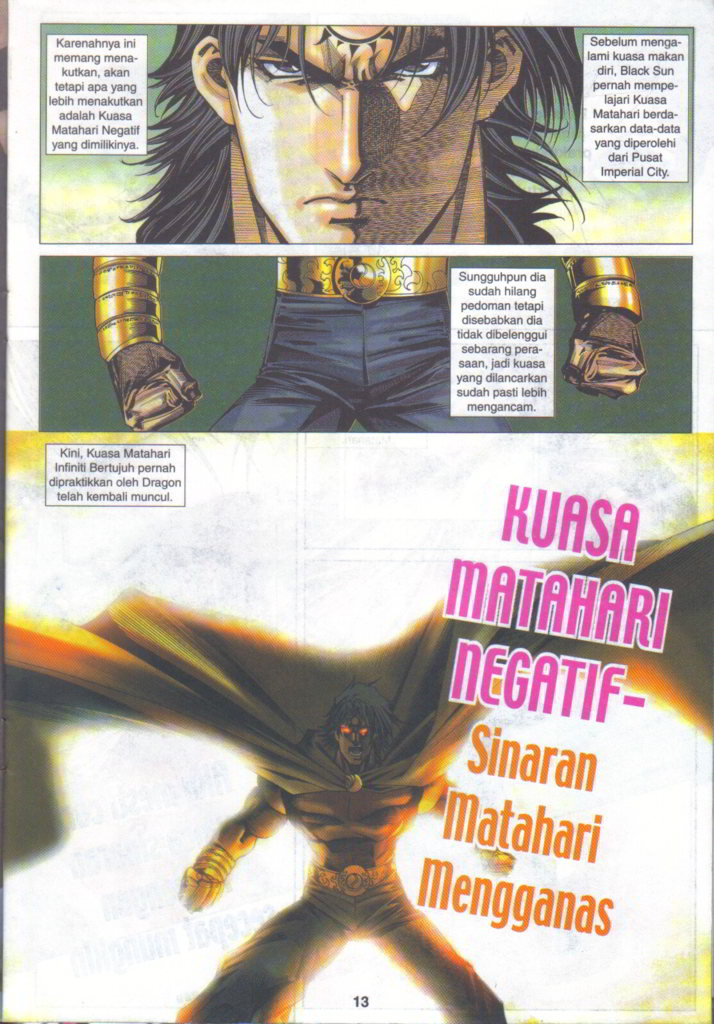 Karenahnya ini
memang mena-
kutkan, akan
tetapi apa yang
lebih menakutkan
adalah Kuasa
Matahari Negatif
yang dimilikinya.
Sebelum menga-
lami kuasa makan
diri, Black Sun
pernah mempe-
lajari Kuasa
Matahari berda-
sarkan data-data
yang diperolehi
dari Pusat
Imperial City.
Sungguhpun dia
sudah hilang
pedoman tetapi
disebabkan dia
tidak dibelenggui
sebarang pera-
saan, jadi kuasa
yang dilancarkan
sudah pasti lebih
mengancam.
Kini, Kuasa Matahari
Infiniti Bertujuh pernah
dipraktikkan oleh Dragon
telah kembali muncul.
KUASA
MATAHARI
NEGATIF-
Sinaran
Matahari
Mengganas
13